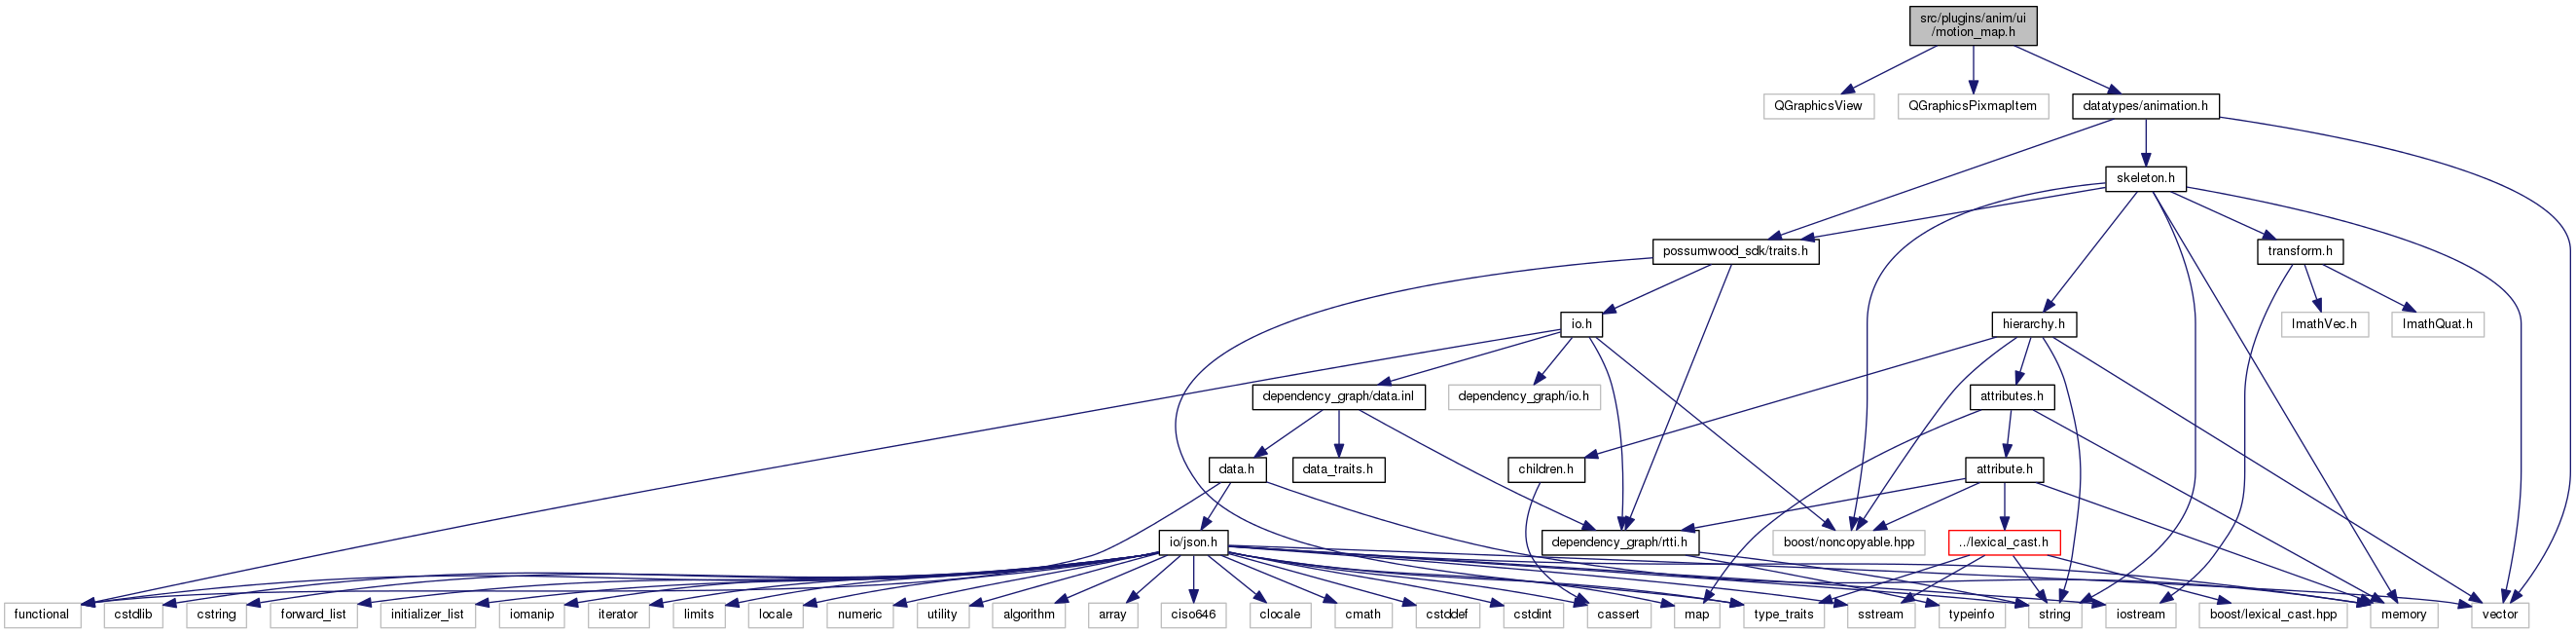 src/plugins/anim/ui
/motion_map.h
QGraphicsView
QGraphicsPixmapItem
datatypes/animation.h
skeleton.h
possumwood_sdk/traits.h
transform.h
io.h
hierarchy.h
ImathVec.h
ImathQuat.h
dependency_graph/data.inl
dependency_graph/io.h
attributes.h
data.h
data_traits.h
children.h
attribute.h
io/json.h
dependency_graph/rtti.h
boost/noncopyable.hpp
../lexical_cast.h
functional
cstdlib
cstring
forward_list
initializer_list
iomanip
iterator
limits
locale
numeric
utility
algorithm
array
ciso646
clocale
cmath
cstddef
cstdint
cassert
map
type_traits
sstream
typeinfo
string
iostream
boost/lexical_cast.hpp
memory
vector